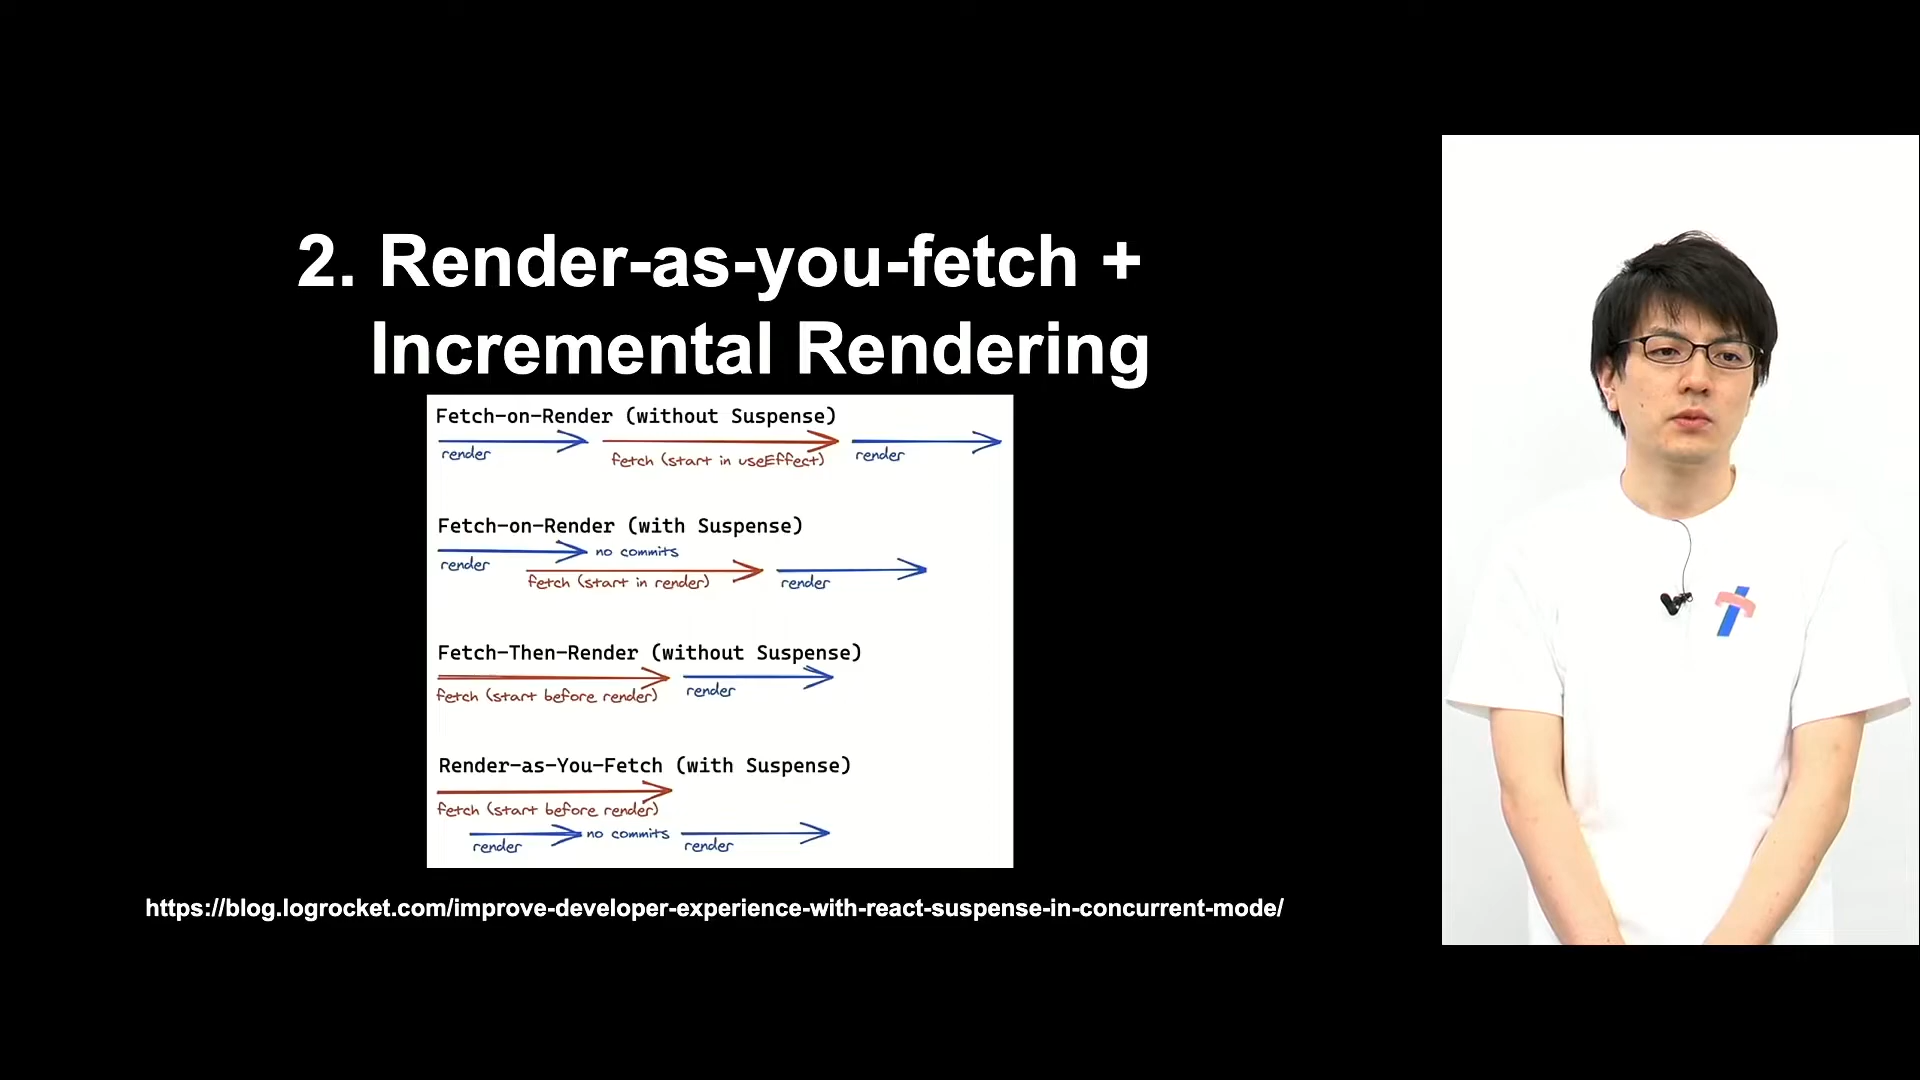 2. Render-as-you-fetch +
Incremental Rendering
Fetch-on-Render (without Suspense)
render
fetch (start in useEffect)
render
Fetch-on-Render (with Suspense)
render
no commits
fetch (start in render)
render
Fetch-Then-Render (without Suspense)
fetch (start before render)
render
Render-as-You-Fetch (with Suspense)
fetch (start before render)
render
no commits
render
https://blog.logrocket.com/improve-developer-experience-with-react-suspense-in-concurrent-mode/